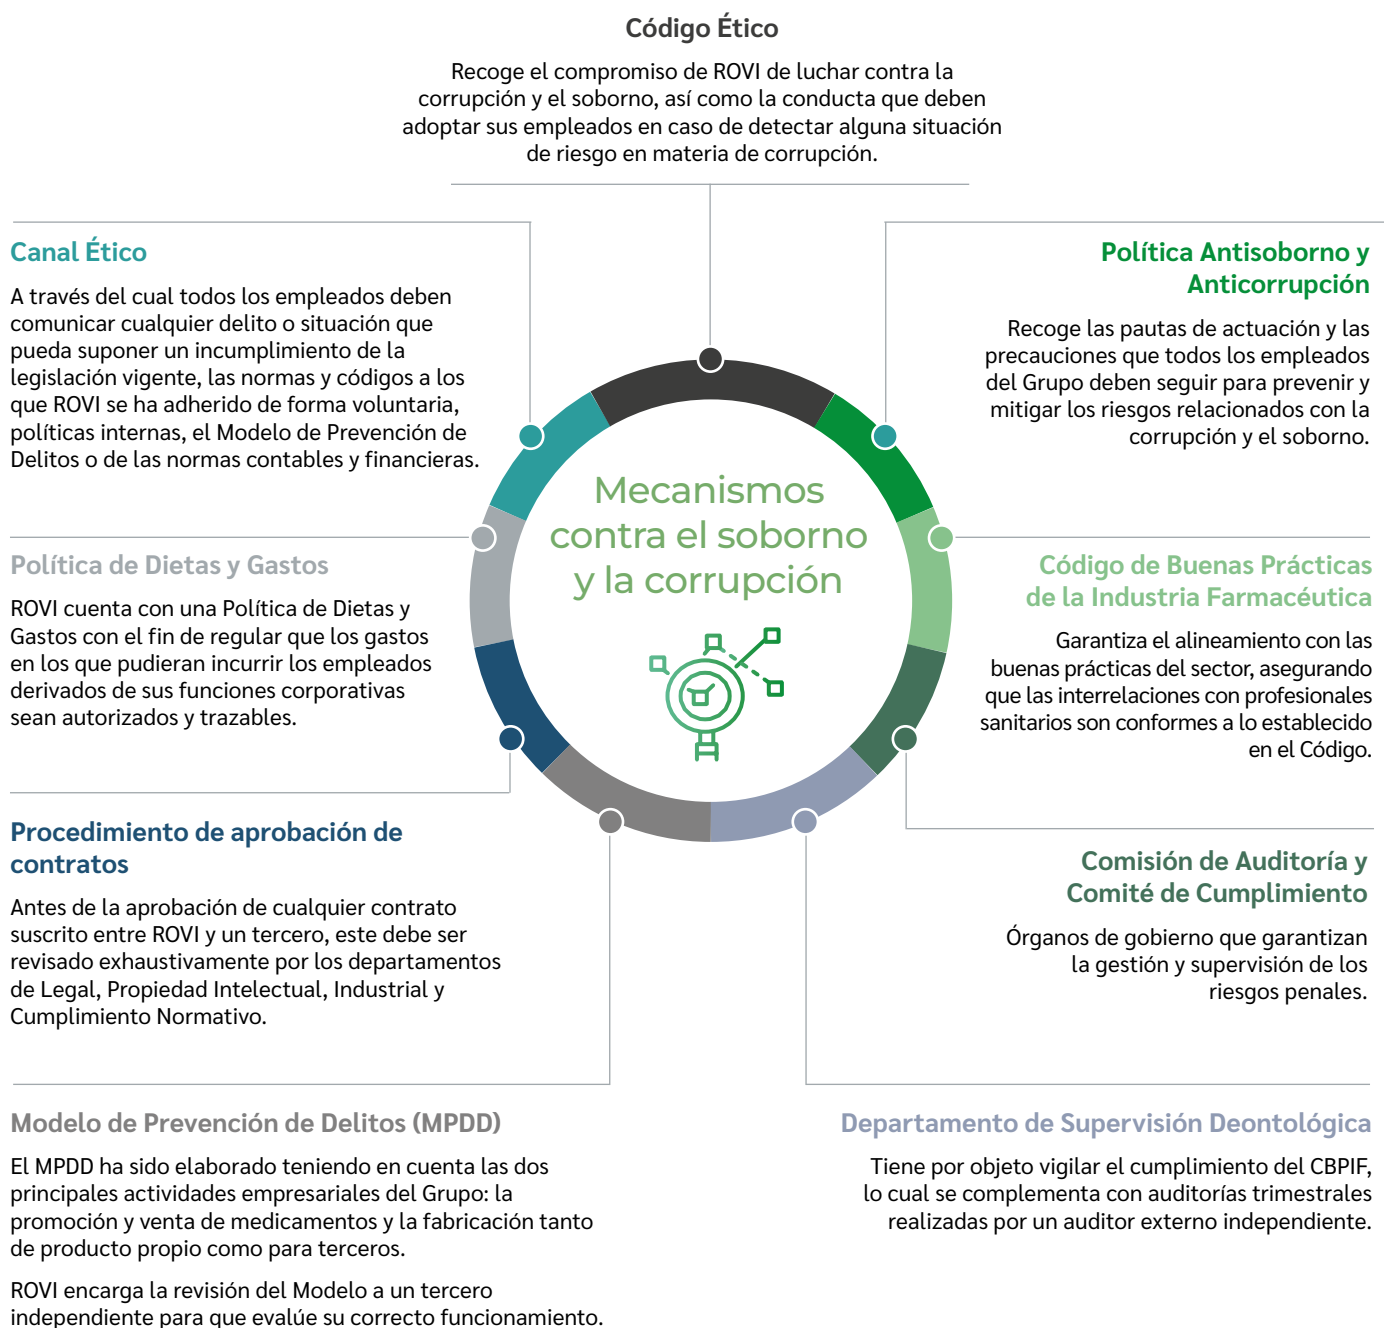 Código Ético
Recoge el compromiso de ROVI de luchar contra la
corrupción y el soborno, así como la conducta que deben
adoptar sus empleados en caso de detectar alguna situación
de riesgo en materia de corrupción.
Canal Ético
A través del cual todos los empleados deben
comunicar cualquier delito o situación que
pueda suponer un incumplimiento de la
legislación vigente, las normas y códigos a los
que ROVI se ha adherido de forma voluntaria,
políticas internas, el Modelo de Prevención de
Delitos o de las normas contables y financieras.
Política Antisoborno y
Anticorrupción
Recoge las pautas de actuación y las
precauciones que todos los empleados
del Grupo deben seguir para prevenir y
mitigar los riesgos relacionados con la
corrupción y el soborno.
Mecanismos
contra el soborno
y la corrupción
Política de Dietas y Gastos
ROVI cuenta con una Política de Dietas y
Gastos con el fin de regular que los gastos
en los que pudieran incurrir los empleados
derivados de sus funciones corporativas
sean autorizados y trazables.
Código de Buenas Prácticas
de la Industria Farmacéutica
Garantiza el alineamiento con las
buenas prácticas del sector, asegurando
que las interrelaciones con profesionales
sanitarios son conformes a lo establecido
en el Código.
Procedimiento de aprobación de
contratos
Antes de la aprobación de cualquier contrato
suscrito entre ROVI y un tercero, este debe ser
revisado exhaustivamente por los departamentos
de Legal, Propiedad Intelectual, Industrial y
Cumplimiento Normativo.
Comisión de Auditoría y
Comité de Cumplimiento
Órganos de gobierno que garantizan
la gestión y supervisión de los
riesgos penales.
Modelo de Prevención de Delitos (MPDD)
El MPDD ha sido elaborado teniendo en cuenta las dos
principales actividades empresariales del Grupo: la
promoción y venta de medicamentos y la fabricación tanto
de producto propio como para terceros.
ROVI encarga la revisión del Modelo a un tercero
independiente para que evalúe su correcto funcionamiento.
Departamento de Supervisión Deontológica
Tiene por objeto vigilar el cumplimiento del CBPIF,
lo cual se complementa con auditorías trimestrales
realizadas por un auditor externo independiente.